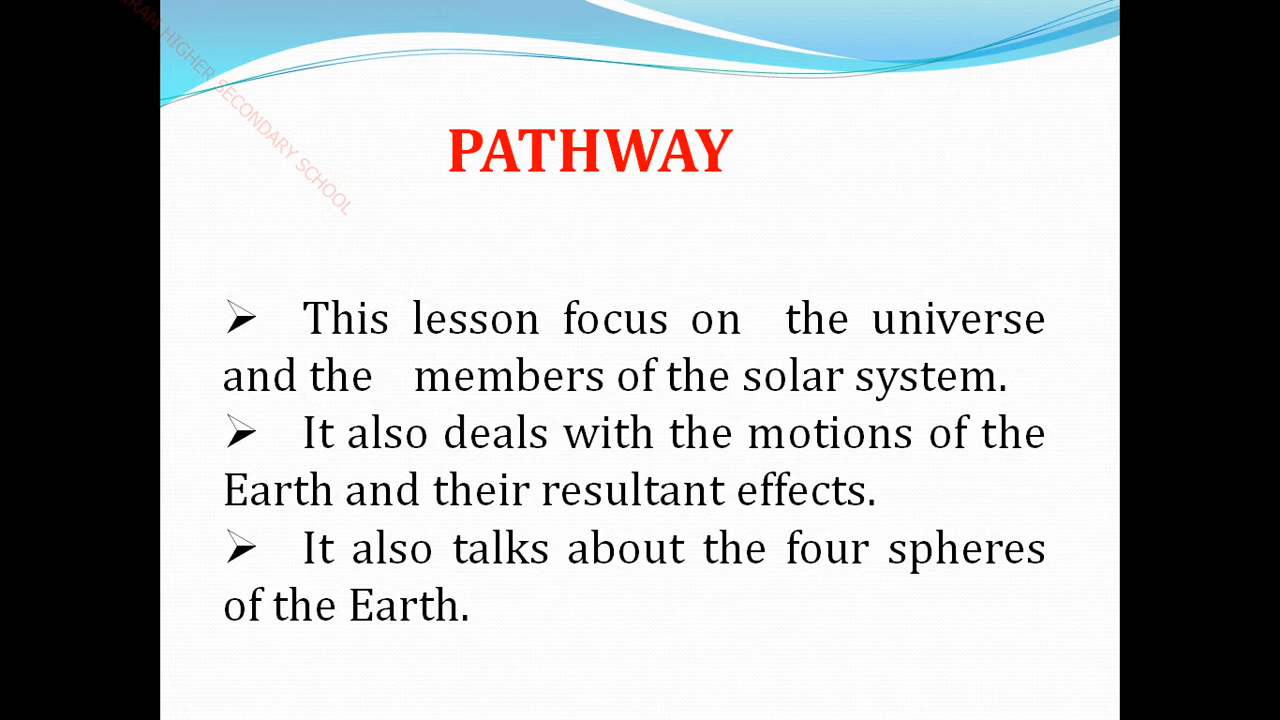 HIGHER SECONDARY SCHOOL
PATHWAY
➢ This lesson focus on the universe
and the members of the solar system.
➢ It also deals with the motions of the
Earth and their resultant effects.
➢ It also talks about the four spheres
of the Earth.